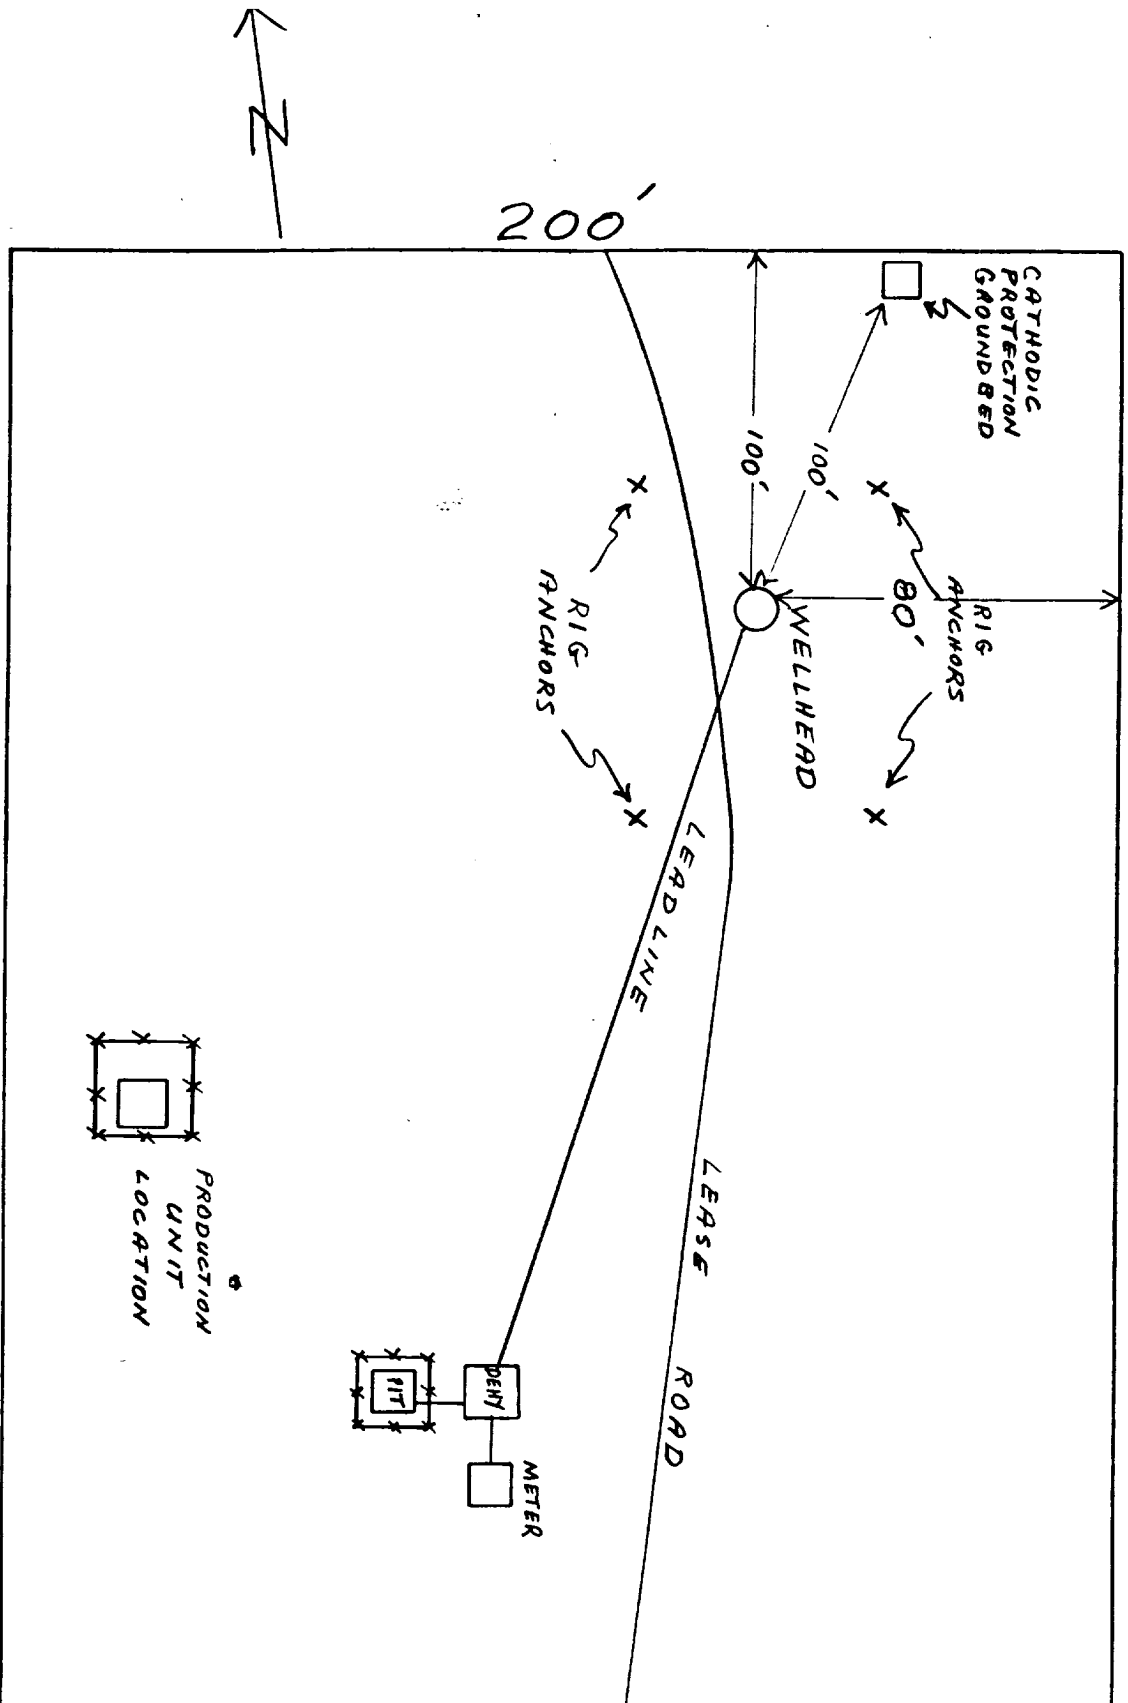 N
200'
CATHODIC
PROTECTION
GROUNDBED
100'
100'
80'
RIG
ANCHORS
WELLHEAD
RIG
ANCHORS
LEAD LINE
LEASE ROAD
PRODUCTION
UNIT
LOCATION
PIT
DEHY
METER